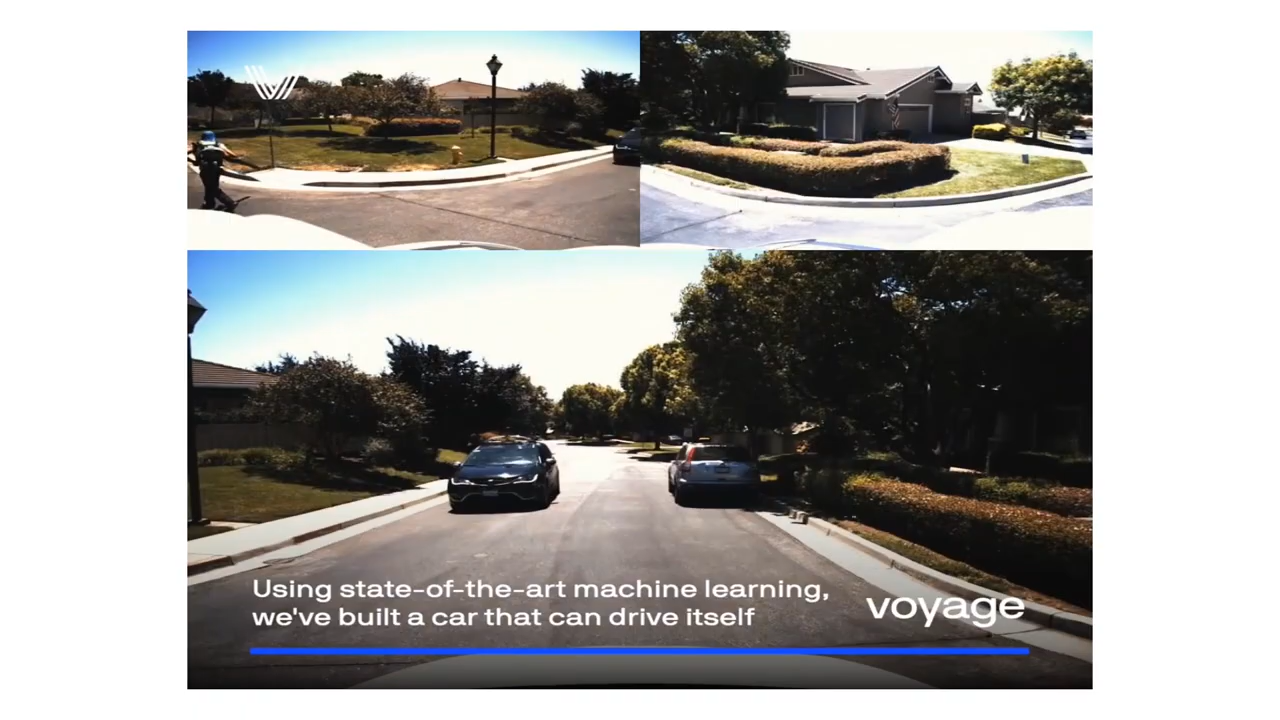 Using state-of-the-art machine learning,
we've built a car that can drive itself
voyage